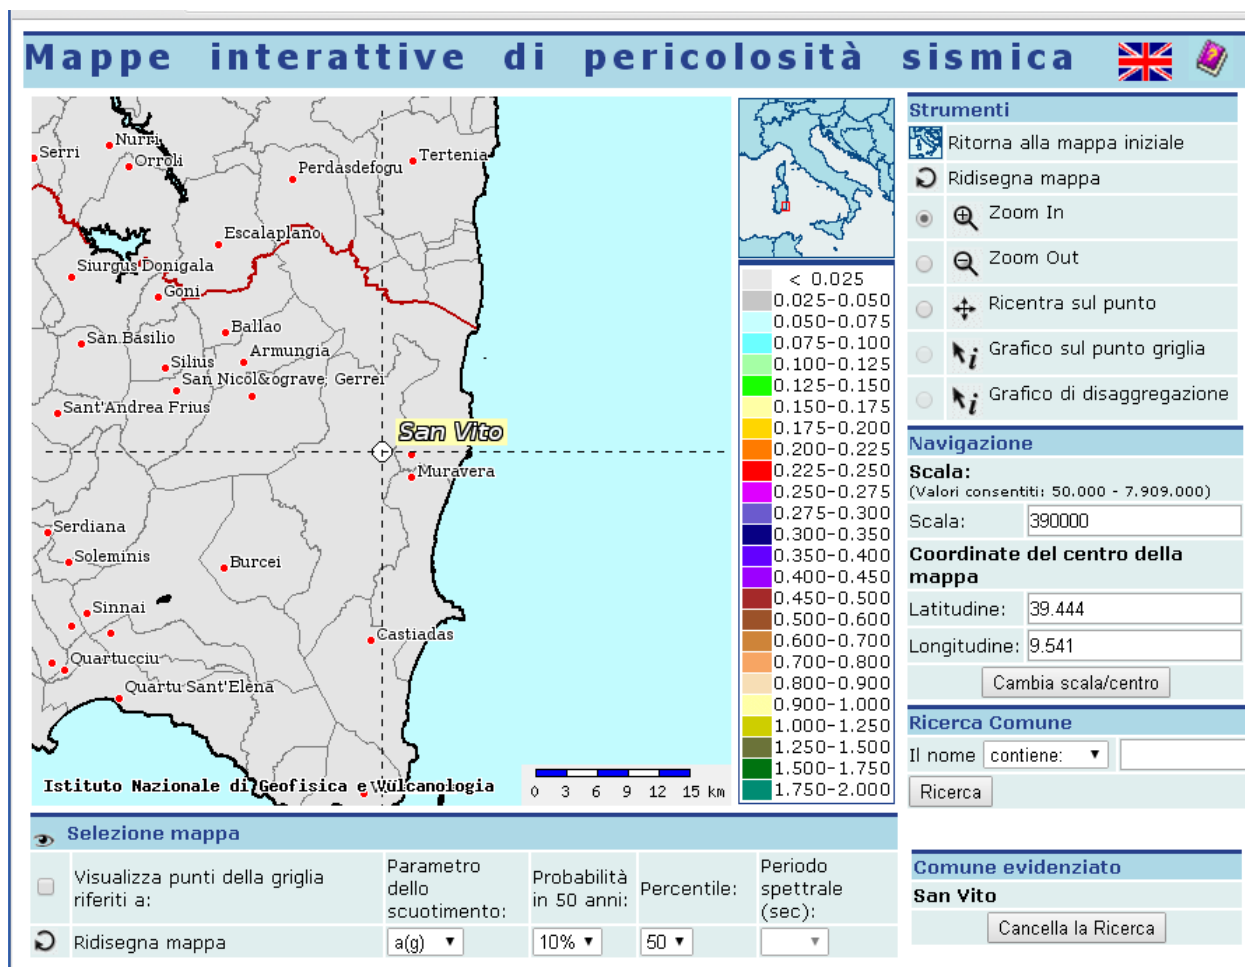 Mappe interattive di pericolosità sismica
Nurri
Serri
Orroli
Perdasdefogu
Tertenia
Escalaplano
Siurgus Donigala
Goni
Ballao
San Basilio
Armungia
Silius
San Nicol&ograve; Gerrei
Sant'Andrea Frius
San Vito
Muravera
Serdiana
Soleminis
Burcei
Sinnai
Castiadas
Quartucciu
Quartu Sant'Elena
Istituto Nazionale di Geofisica e Vulcanologia
0 3 6 9 12 15 km
< 0.025
0.025-0.050
0.050-0.075
0.075-0.100
0.100-0.125
0.125-0.150
0.150-0.175
0.175-0.200
0.200-0.225
0.225-0.250
0.250-0.275
0.275-0.300
0.300-0.350
0.350-0.400
0.400-0.450
0.450-0.500
0.500-0.600
0.600-0.700
0.700-0.800
0.800-0.900
0.900-1.000
1.000-1.250
1.250-1.500
1.500-1.750
1.750-2.000
Strumenti
Ritorna alla mappa iniziale
Ridisegna mappa
Zoom In
Zoom Out
Ricentra sul punto
Grafico sul punto griglia
Grafico di disaggregazione
Navigazione
Scala:
(Valori consentiti: 50.000 - 7.909.000)
Scala: 390000
Coordinate del centro della
mappa
Latitudine: 39.444
Longitudine: 9.541
Cambia scala/centro
Ricerca Comune
Il nome contiene:
Ricerca
Selezione mappa
Visualizza punti della griglia
riferiti a:
Parametro
dello
scuotimento:
Probabilità
in 50 anni:
Percentile:
Periodo
spettrale
(sec):
Ridisegna mappa
a(g)
10%
50
Comune evidenziato
San Vito
Cancella la Ricerca